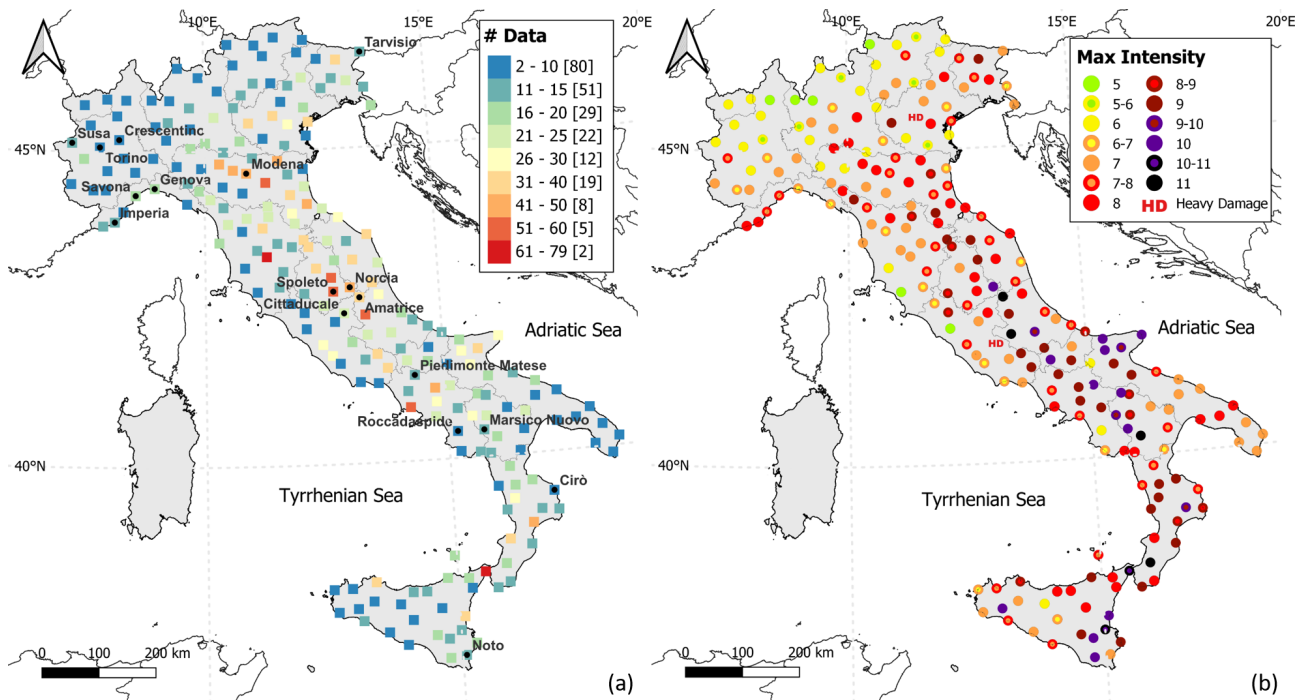 10°E
15°E
20°E
# Data
2 - 10 [80]
11 - 15 [51]
16 - 20 [29]
21 - 25 [22]
26 - 30 [12]
31 - 40 [19]
41 - 50 [8]
51 - 60 [5]
61 - 79 [2]
Tarvisio
Susa
Crescentino
45°N
Torino
Modena
Savona
Genova
Imperia
Norcia
Spoleto
Cittaducale
Amatrice
Adriatic Sea
Pietrimonte Matese
Roccadaspide
Marsico Nuovo
40°N
Tyrrhenian Sea
Cirò
Noto
0
100
200 km
(a)
10°E
15°E
20°E
Max Intensity
5
8-9
5-6
9
6
9-10
6-7
10
7
10-11
7-8
11
8
HD Heavy Damage
HD
45°N
HD
Adriatic Sea
40°N
Tyrrhenian Sea
15°E
0
100
200 km
(b)